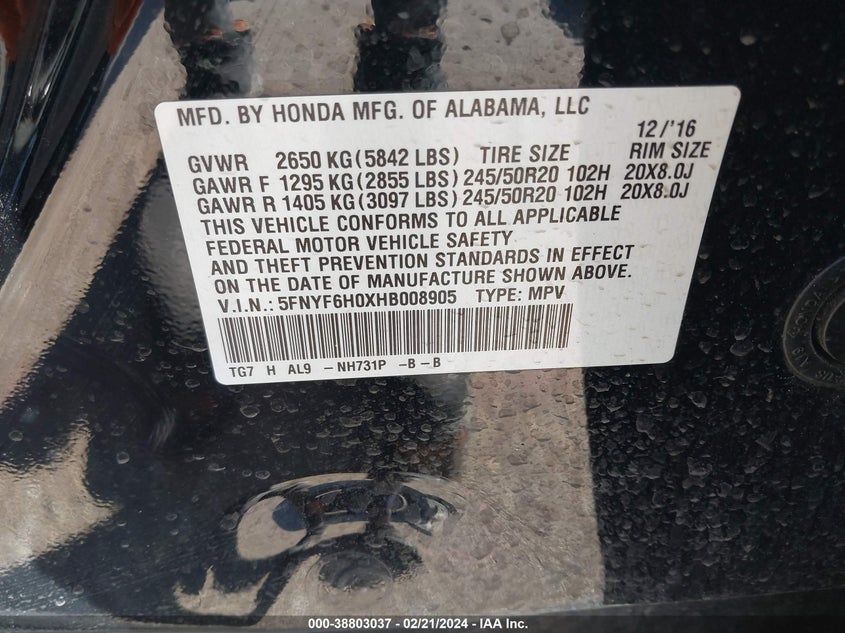 MFD. BY HONDA MFG. OF ALABAMA, LLC
12/'16
GVWR 2650 KG(5842 LBS) TIRE SIZE RIM SIZE
GAWR F 1295 KG(2855 LBS)245/50R20 102H 20X8.0J
GAWR R 1405 KG(3097 LBS)245/50R20 102H 20X8.0J
THIS VEHICLE CONFORMS TO ALL APPLICABLE
FEDERAL MOTOR VEHICLE SAFETY
AND THEFT PREVENTION STANDARDS IN EFFECT
ON THE DATE OF MANUFACTURE SHOWN ABOVE.
V.I.N.: 5FNYF6H0XHB008905 TYPE: MPV
TG7 H AL9 -NH731P -B-B
000-38803037 - 02/21/2024 - IAA Inc.